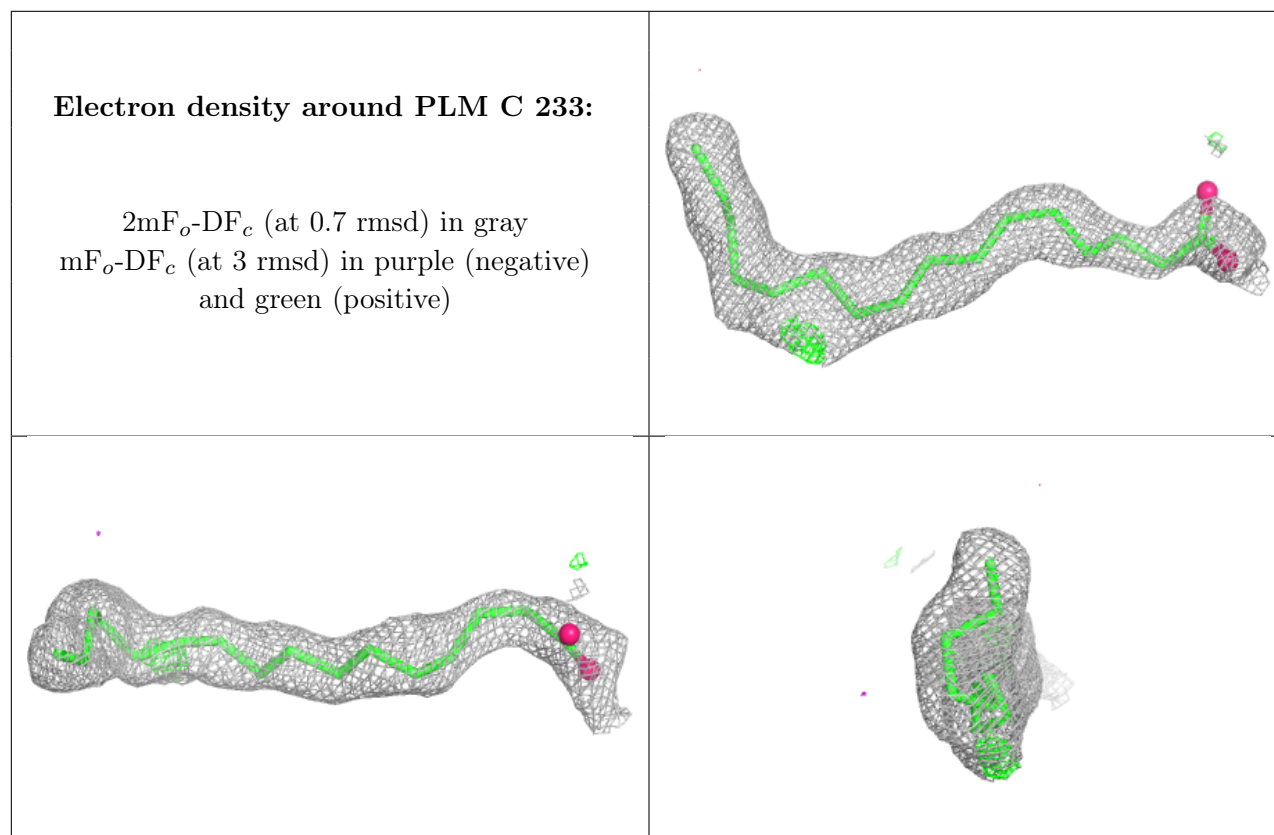 Electron density around PLM C 233:
2mFo-DFc (at 0.7 rmsd) in gray
mFo-DFc (at 3 rmsd) in purple (negative)
and green (positive)